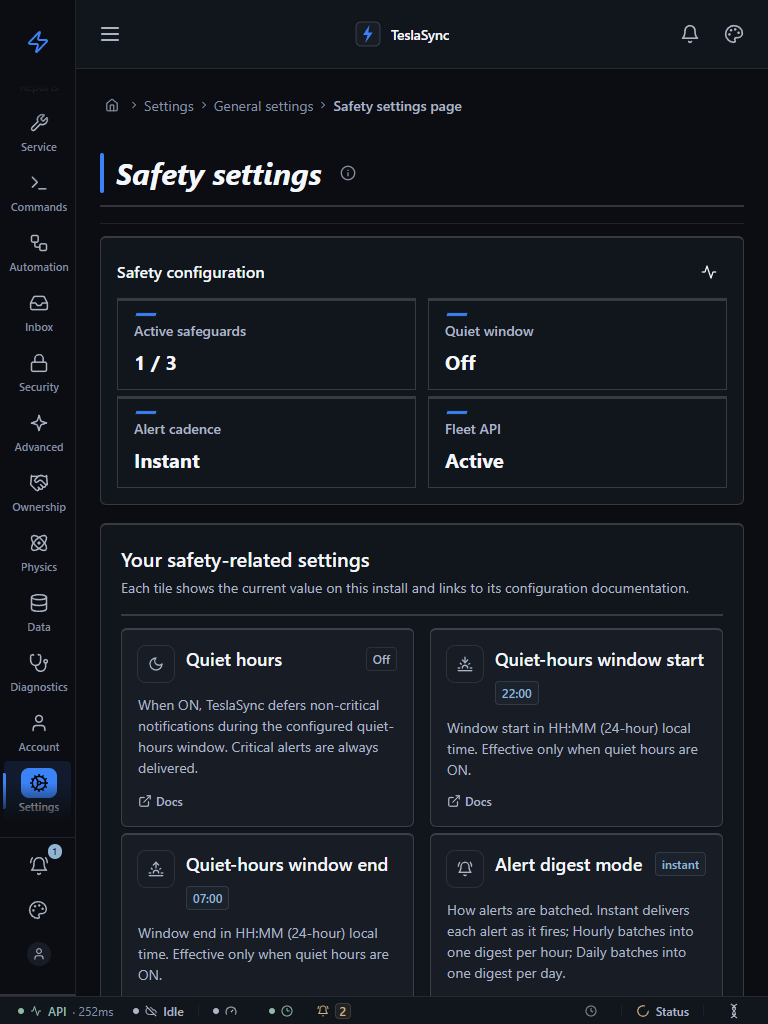 TeslaSync
Settings
General settings
Safety settings page
Service
Commands
Automation
Inbox
Security
Advanced
Ownership
Physics
Data
Diagnostics
Account
Settings
1
Safety settings
Safety configuration
Active safeguards
1 / 3
Quiet window
Off
Alert cadence
Instant
Fleet API
Active
Your safety-related settings
Each tile shows the current value on this install and links to its configuration documentation.
Quiet hours
Off
When ON, TeslaSync defers non-critical
notifications during the configured quiet-
hours window. Critical alerts are always
delivered.
Docs
Quiet-hours window start
22:00
Window start in HH:MM (24-hour) local
time. Effective only when quiet hours are
ON.
Docs
Quiet-hours window end
07:00
Window end in HH:MM (24-hour) local
time. Effective only when quiet hours are
ON.
Alert digest mode
instant
How alerts are batched. Instant delivers
each alert as it fires; Hourly batches into
one digest per hour; Daily batches into
one digest per day.
API · 252ms
Idle
2
Status